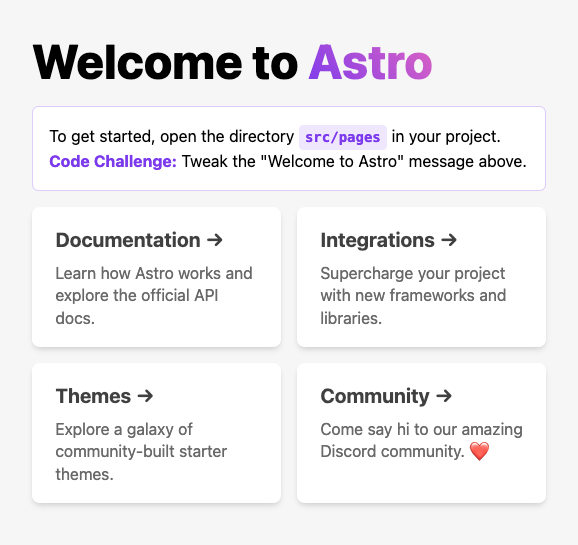 Welcome to Astro
To get started, open the directory src/pages in your project.
Code Challenge: Tweak the "Welcome to Astro" message above.
Documentation →
Learn how Astro works and
explore the official API
docs.
Integrations →
Supercharge your project
with new frameworks and
libraries.
Themes →
Explore a galaxy of
community-built starter
themes.
Community →
Come say hi to our amazing
Discord community. ❤️